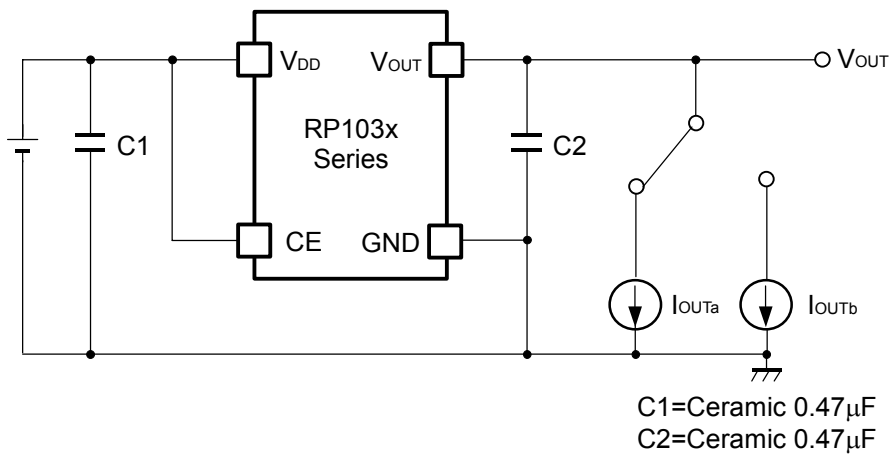 VDD
VOUT
VOUT
RP103x
Series
C1
C2
CE
GND
IOUTa
IOUTb
C1=Ceramic 0.47μF
C2=Ceramic 0.47μF